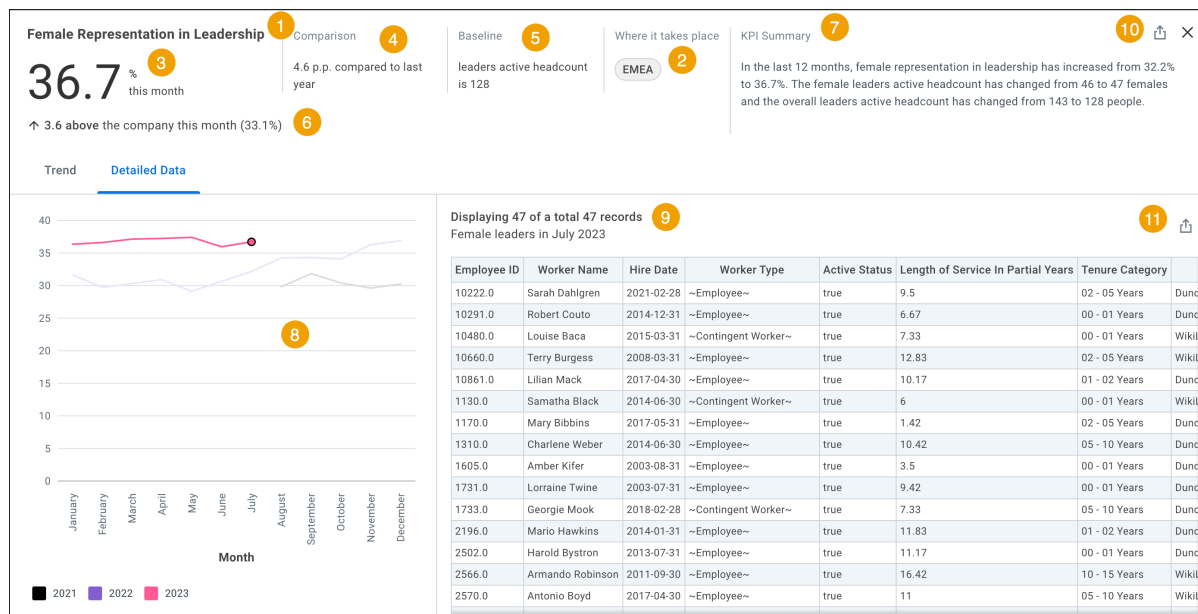 Female Representation in Leadership
1
36.7
%
this month
3
↑ 3.6 above the company this month (33.1%)
6
Comparison
4
4.6 p.p. compared to last
year
Baseline
5
leaders active headcount
is 128
Where it takes place
2
EMEA
KPI Summary
7
In the last 12 months, female representation in leadership has increased from 32.2%
to 36.7%. The female leaders active headcount has changed from 46 to 47 females
and the overall leaders active headcount has changed from 143 to 128 people.
10
Trend Detailed Data
40
35
30
25
20
15
10
5
0
8
January February March April May June July August September October November December
Month
2021 2022 2023
Displaying 47 of a total 47 records
9
Female leaders in July 2023
11
Employee ID Worker Name Hire Date Worker Type Active Status Length of Service In Partial Years Tenure Category
10222.0 Sarah Dahlgren 2021-02-28 ~Employee~ true 9.5 02 - 05 Years Dund
10291.0 Robert Couto 2014-12-31 ~Employee~ true 6.67 00 - 01 Years Dund
10480.0 Louise Baca 2015-03-31 ~Contingent Worker~ true 7.33 00 - 01 Years WikiL
10660.0 Terry Burgess 2008-03-31 ~Employee~ true 12.83 02 - 05 Years WikiL
10861.0 Lilian Mack 2017-04-30 ~Employee~ true 10.17 01 - 02 Years Dund
1130.0 Samatha Black 2014-06-30 ~Contingent Worker~ true 6 00 - 01 Years WikiL
1170.0 Mary Bibbins 2017-05-31 ~Employee~ true 1.42 02 - 05 Years Dund
1310.0 Charlene Weber 2014-06-30 ~Employee~ true 10.42 05 - 10 Years Dund
1605.0 Amber Kifer 2003-08-31 ~Employee~ true 3.5 00 - 01 Years Dund
1731.0 Lorraine Twine 2003-07-31 ~Employee~ true 9.42 00 - 01 Years Dund
1733.0 Georgie Mook 2018-02-28 ~Contingent Worker~ true 7.33 05 - 10 Years Dund
2196.0 Mario Hawkins 2014-01-31 ~Employee~ true 11.83 01 - 02 Years Dund
2502.0 Harold Bystron 2013-07-31 ~Employee~ true 11.17 00 - 01 Years Dund
2566.0 Armando Robinson 2011-09-30 ~Employee~ true 16.42 10 - 15 Years WikiL
2570.0 Antonio Boyd 2017-04-30 ~Employee~ true 11 05 - 10 Years WikiL